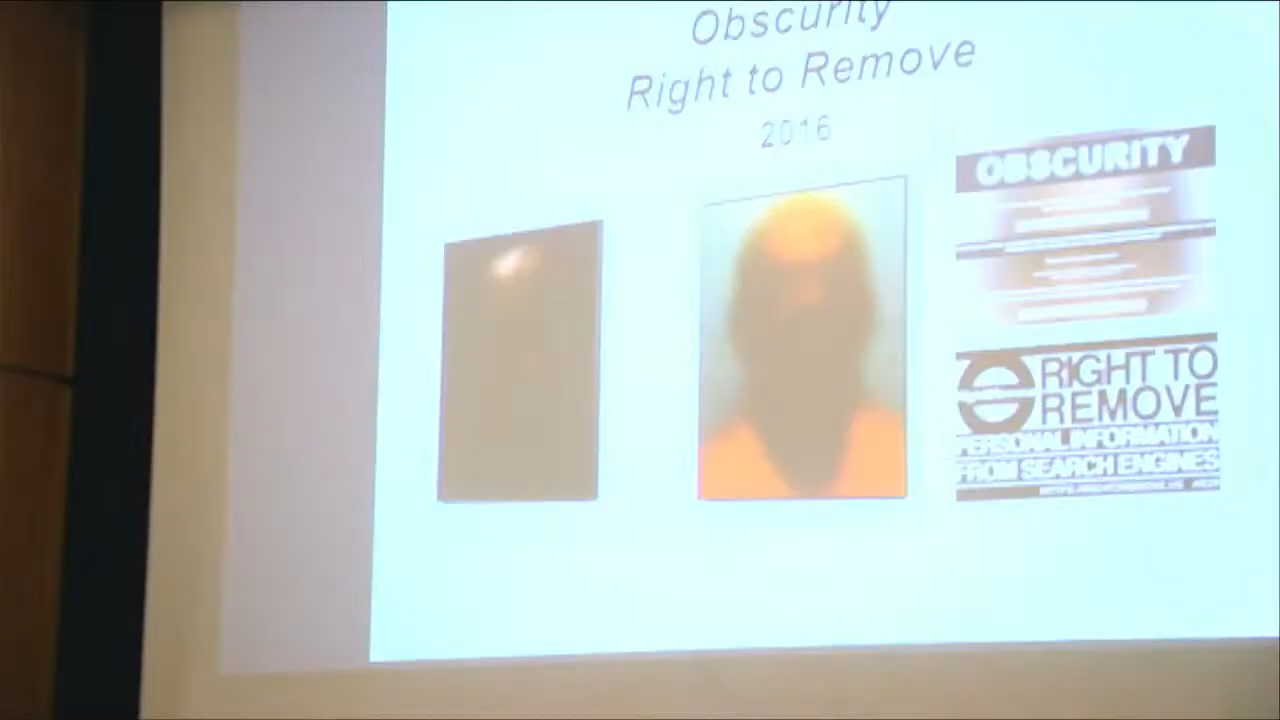 Obscurity
Right to Remove
2016
OBSCURITY
RIGHT TO
REMOVE
PERSONAL INFORMATION
FROM SEARCH ENGINES